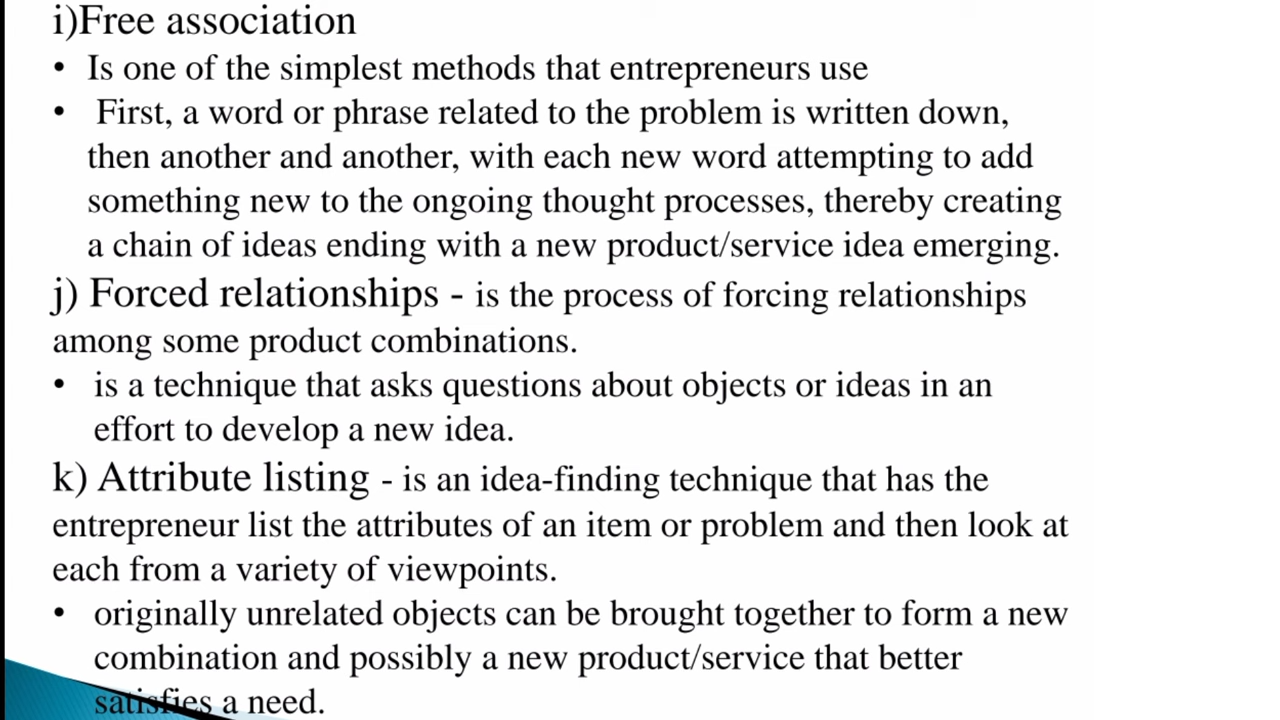 i)Free association
• Is one of the simplest methods that entrepreneurs use
• First, a word or phrase related to the problem is written down,
then another and another, with each new word attempting to add
something new to the ongoing thought processes, thereby creating
a chain of ideas ending with a new product/service idea emerging.
j) Forced relationships - is the process of forcing relationships
among some product combinations.
• is a technique that asks questions about objects or ideas in an
effort to develop a new idea.
k) Attribute listing - is an idea-finding technique that has the
entrepreneur list the attributes of an item or problem and then look at
each from a variety of viewpoints.
• originally unrelated objects can be brought together to form a new
combination and possibly a new product/service that better
satisfies a need.